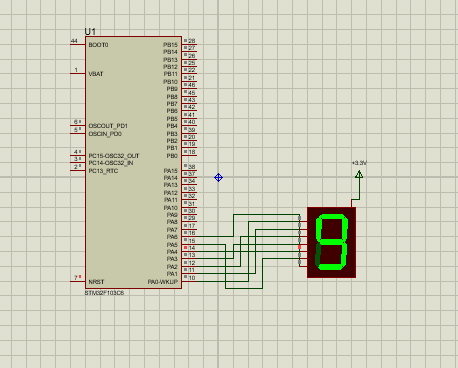 U1
44 BOOT0 PB15 28
PB14 27
PB13 26
PB12 25
1 VBAT PB11 22
PB10 21
PB9 46
PB8 45
PB7 43
PB6 42
PB5 41
6 OSCOUT_PD1 PB4 40
5 OSCIN_PD0 PB3 39
PB2 20
PB1 19
4 PC15-OSC32_OUT PB0 18
3 PC14-OSC32_IN
2 PC13_RTC PA15 38
PA14 37
PA13 34
PA12 33
PA11 32
PA10 31
PA9 30
PA8 29
PA7 17
PA6 16
PA5 15
PA4 14
PA3 13
PA2 12
PA1 11
7 NRST PA0-WKUP 10
STM32F103C6
+3.3V
9